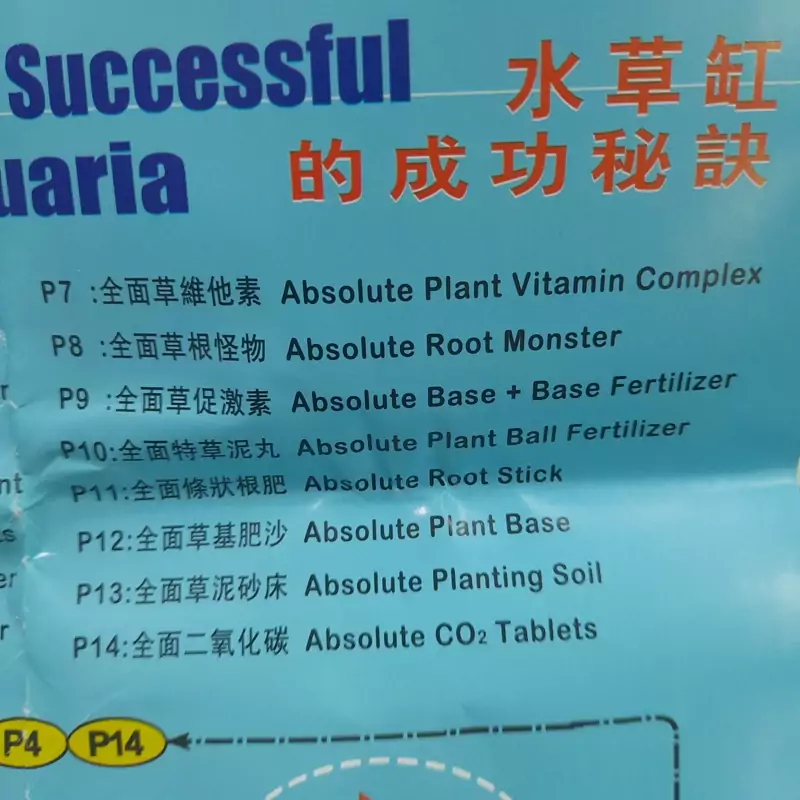 Successful
水草缸
uaria
的成功秘訣
P7 :全面草維他素 Absolute Plant Vitamin Complex
P8 :全面草根怪物 Absolute Root Monster
r
P9 :全面草促激素 Absolute Base + Base Fertilizer
P10:全面特草泥丸 Absolute Plant Ball Fertilizer
nt
P11:全面條狀根肥 Absolute Root Stick
s
P12:全面草基肥沙 Absolute Plant Base
er
P13:全面草泥砂床 Absolute Planting Soil
r
P14:全面二氧化碳 Absolute CO₂ Tablets
P4 P14